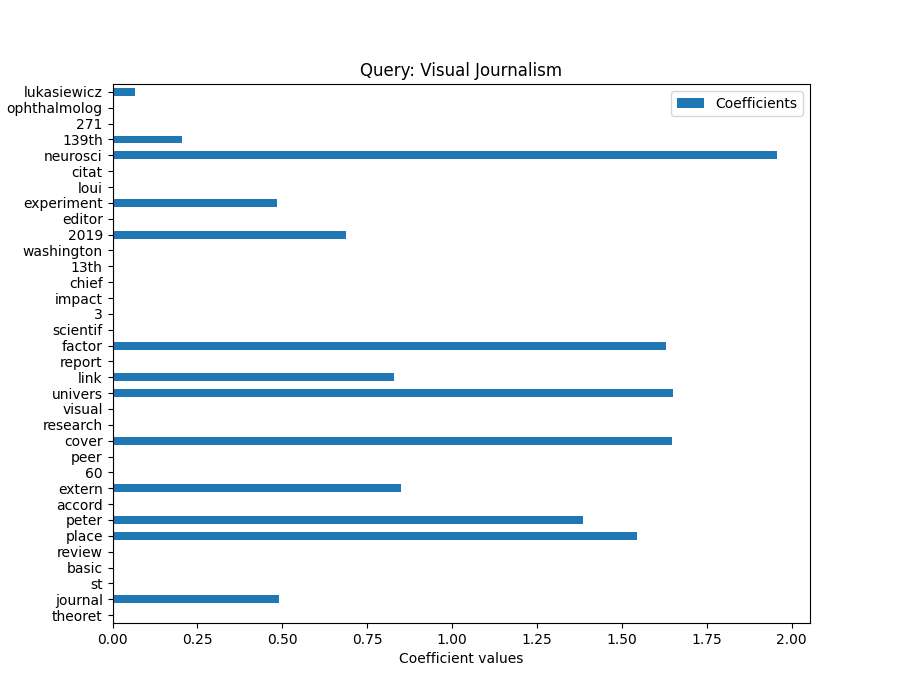 Query: Visual Journalism
Coefficients
lukasiewicz
ophthalmolog
271
139th
neurosci
citat
loui
experiment
editor
2019
washington
13th
chief
impact
3
scientif
factor
report
link
univers
visual
research
cover
peer
60
extern
accord
peter
place
review
basic
st
journal
theoret
0.00 0.25 0.50 0.75 1.00 1.25 1.50 1.75 2.00
Coefficient values